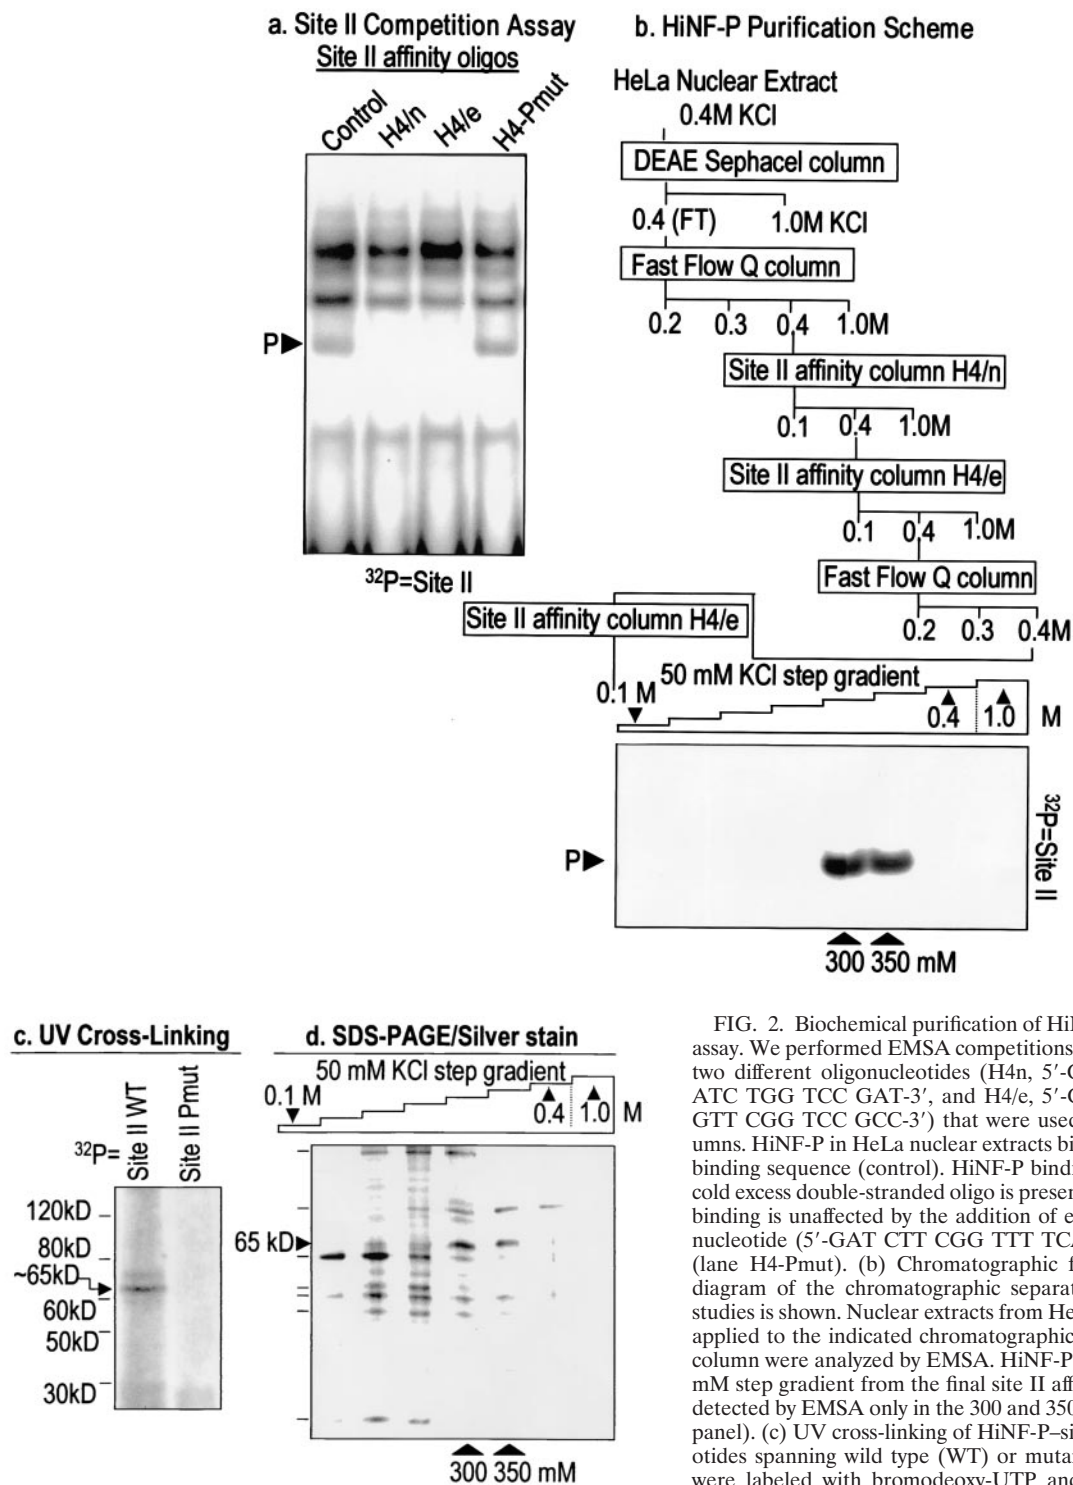 a. Site II Competition Assay
Site II affinity oligos
Control
H4/n
H4/e
H4-Pmut
P
³²P=Site II
b. HiNF-P Purification Scheme
HeLa Nuclear Extract
0.4M KCl
DEAE Sephacel column
0.4 (FT) 1.0M KCl
Fast Flow Q column
0.2 0.3 0.4 1.0M
Site II affinity column H4/n
0.1 0.4 1.0M
Site II affinity column H4/e
0.1 0.4 1.0M
Fast Flow Q column
0.2 0.3 0.4M
Site II affinity column H4/e
50 mM KCl step gradient
0.1 M
0.4 1.0 M
P
³²P=Site II
300 350 mM
c. UV Cross-Linking
³²P=
Site II WT
Site II Pmut
120kD
80kD
~65kD
60kD
50kD
30kD
d. SDS-PAGE/Silver stain
50 mM KCl step gradient
0.1 M
0.4 1.0 M
65 kD
300 350 mM
FIG. 2. Biochemical purification of HiN
assay. We performed EMSA competitions
two different oligonucleotides (H4n, 5′-C
ATC TGG TCC GAT-3′, and H4/e, 5′-C
GTT CGG TCC GCC-3′) that were used
umns. HiNF-P in HeLa nuclear extracts bi
binding sequence (control). HiNF-P bindi
cold excess double-stranded oligo is presen
binding is unaffected by the addition of e
nucleotide (5′-GAT CTT CGG TTT TCA
(lane H4-Pmut). (b) Chromatographic f
diagram of the chromatographic separat
studies is shown. Nuclear extracts from He
applied to the indicated chromatographic
column were analyzed by EMSA. HiNF-P
mM step gradient from the final site II affi
detected by EMSA only in the 300 and 350
panel). (c) UV cross-linking of HiNF-P–si
otides spanning wild type (WT) or mutan
were labeled with bromodeoxy-UTP and